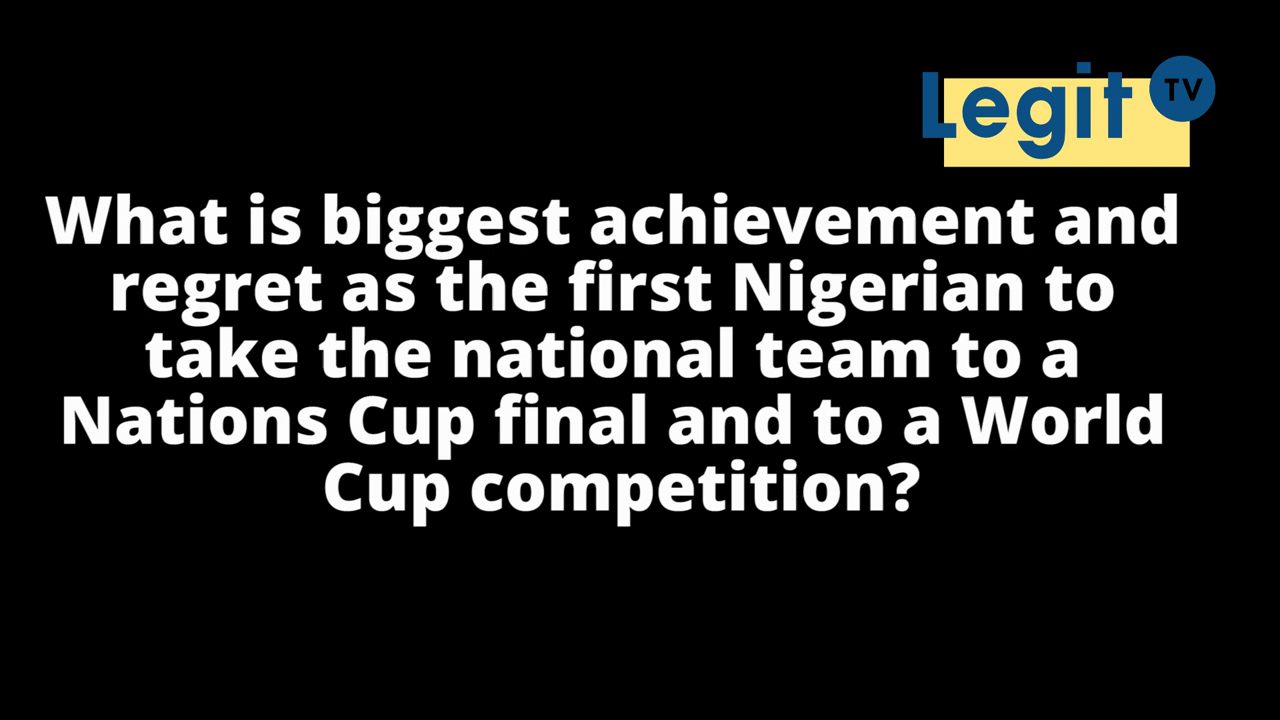 Legit TV
What is biggest achievement and
regret as the first Nigerian to
take the national team to a
Nations Cup final and to a World
Cup competition?